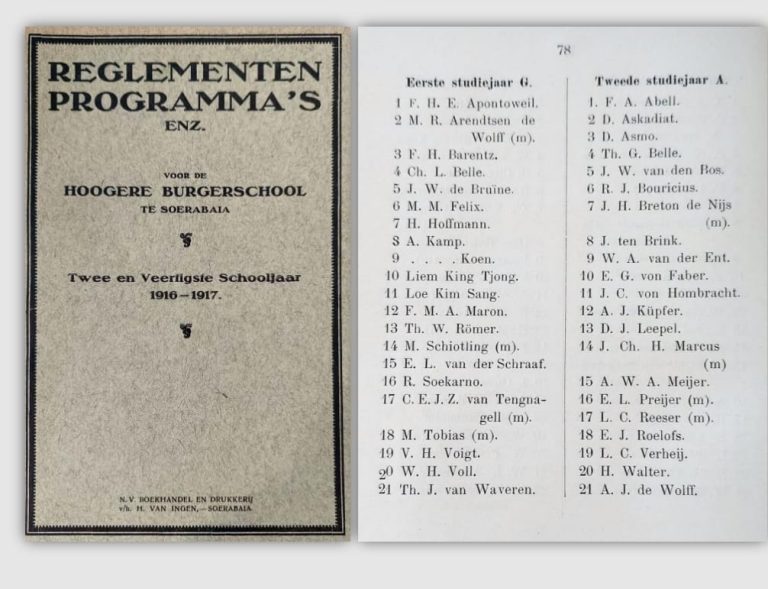 REGLEMENTEN
PROGRAMMA'S
ENZ.
VOOR DE
HOOGERE BURGERSCHOOL
TE SOERABAIA
Twee en Veertigste Schooljaar
1916-1917.
N.V. BOEKHANDEL EN DRUKKERIJ
v/h. H. VAN INGEN,—SOERABAIA
78
Eerste studiejaar G.
1 F. H. E. Apontoweil.
2 M. R. Arendtsen de
Wolff (m).
3 F. H. Barentz.
4 Ch. L. Belle.
5 J. W. de Bruïne.
6 M. M. Felix.
7 H. Hoffmann.
8 A. Kamp.
9 . . . . Koen.
10 Liem King Tjong.
11 Loe Kim Sang.
12 F. M. A. Maron.
13 Th. W. Römer.
14 M. Schiotling (m).
15 E. L. van der Schraaf.
16 R. Soekarno.
17 C. E. J. Z. van Tengna-
gell (m).
18 M. Tobias (m).
19 V. H. Voigt.
20 W. H. Voll.
21 Th. J. van Waveren.
Tweede studiejaar A.
1. F. A. Abell.
2 D. Askadiat.
3 D. Asmo.
4 Th. G. Belle.
5 J. W. van den Bos.
6 R. J. Bouricius.
7 J. H. Breton de Nijs
(m).
8 J. ten Brink.
9 W. A. van der Ent.
10 E. G. von Faber.
11 J. C. von Hombracht.
12 A. J. Küpfer.
13 D. J. Leepel.
14 J. Ch. H. Marcus
(m)
15 A. W. A. Meijer.
16 E. L. Preijer (m).
17 L. C. Reeser (m).
18 E. J. Roelofs.
19 L. C. Verheij.
20 H. Walter.
21 A. J. de Wolff.